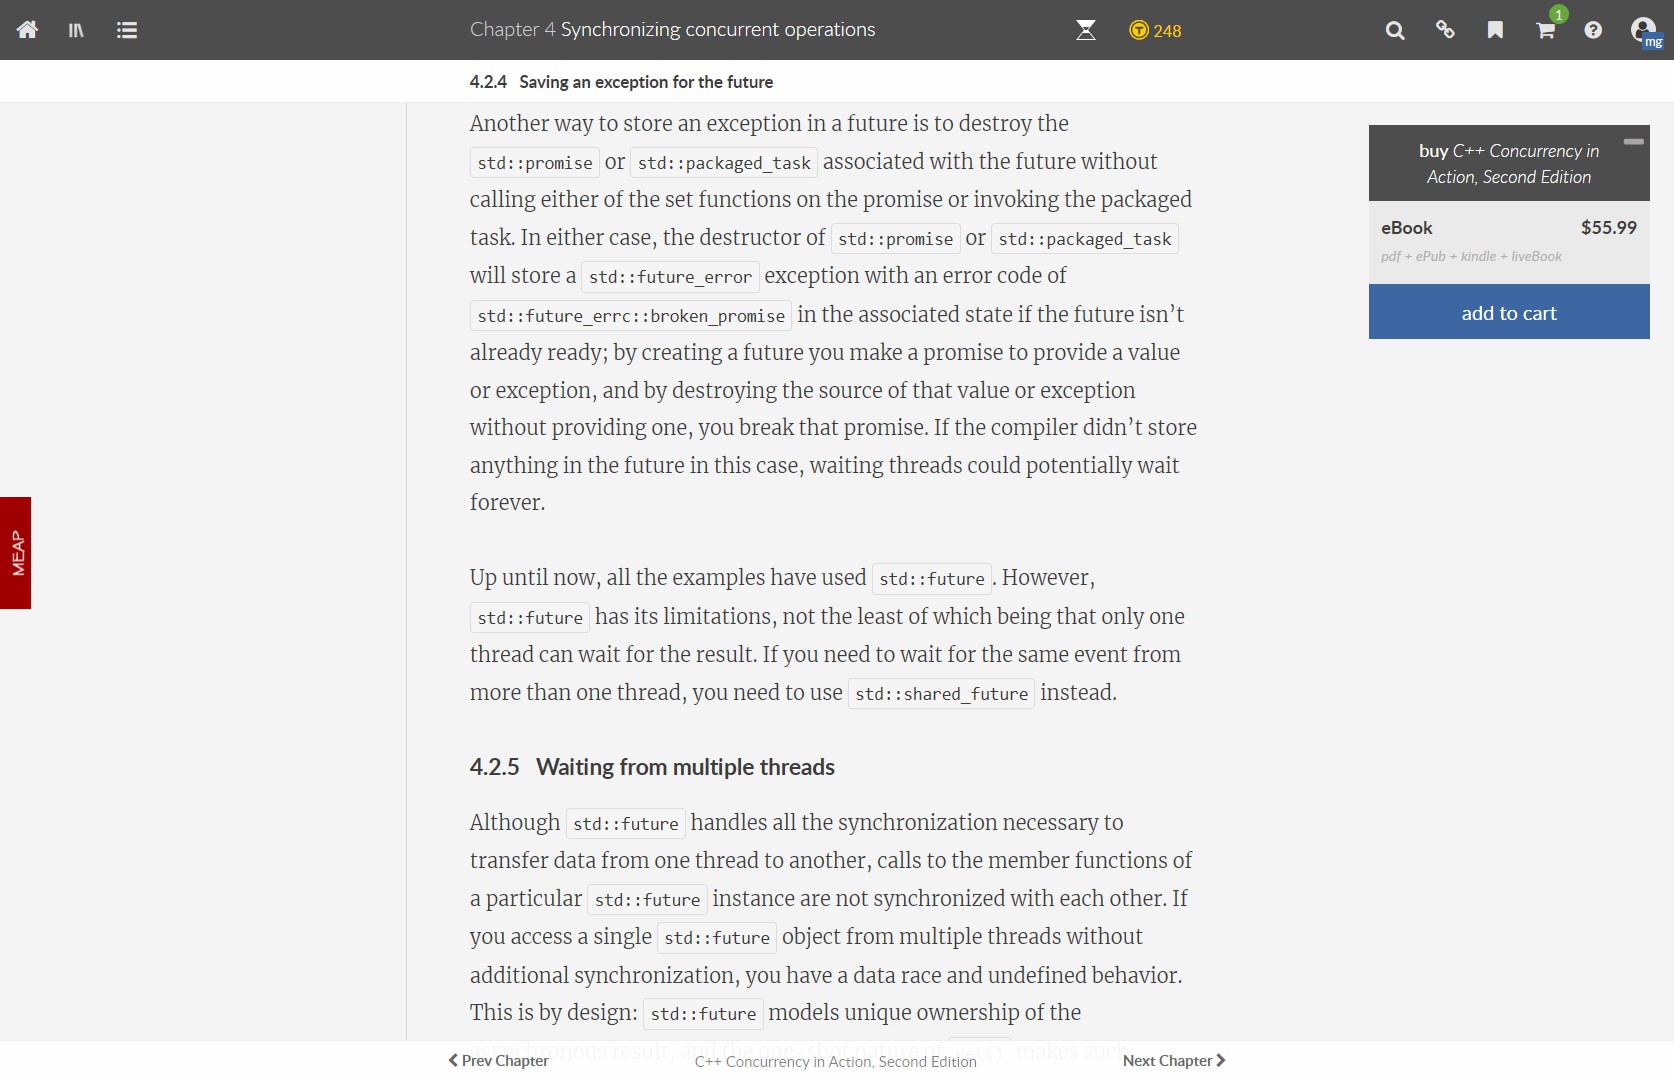 Chapter 4 Synchronizing concurrent operations
248
1
mg
4.2.4 Saving an exception for the future
Another way to store an exception in a future is to destroy the
std::promise or std::packaged_task associated with the future without
calling either of the set functions on the promise or invoking the packaged
task. In either case, the destructor of std::promise or std::packaged_task
will store a std::future_error exception with an error code of
std::future_errc::broken_promise in the associated state if the future isn’t
already ready; by creating a future you make a promise to provide a value
or exception, and by destroying the source of that value or exception
without providing one, you break that promise. If the compiler didn’t store
anything in the future in this case, waiting threads could potentially wait
forever.
Up until now, all the examples have used std::future. However,
std::future has its limitations, not the least of which being that only one
thread can wait for the result. If you need to wait for the same event from
more than one thread, you need to use std::shared_future instead.
4.2.5 Waiting from multiple threads
Although std::future handles all the synchronization necessary to
transfer data from one thread to another, calls to the member functions of
a particular std::future instance are not synchronized with each other. If
you access a single std::future object from multiple threads without
additional synchronization, you have a data race and undefined behavior.
This is by design: std::future models unique ownership of the
asynchronous result, and the one-shot nature of get() makes such
buy C++ Concurrency in
Action, Second Edition
eBook $55.99
pdf + ePub + kindle + liveBook
add to cart
MEAP
Prev Chapter
C++ Concurrency in Action, Second Edition
Next Chapter